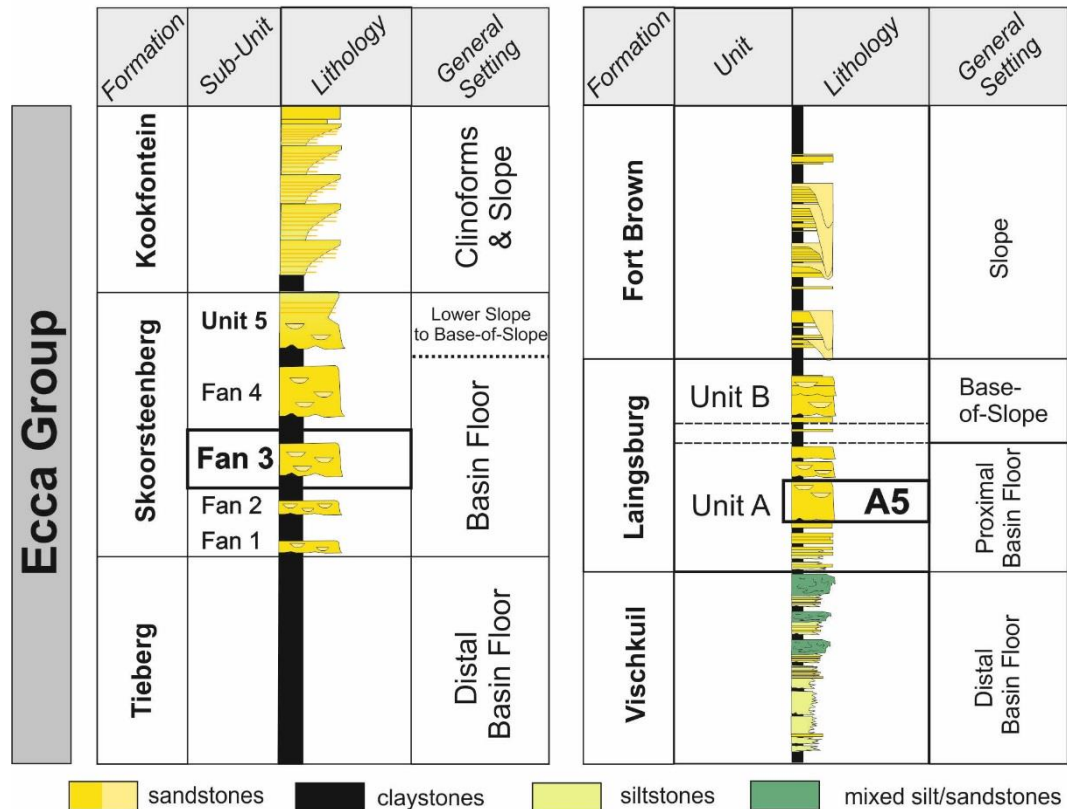 Formation
Sub-Unit
Lithology
General
Setting
Formation
Unit
Lithology
General
Setting
Ecca Group
Kookfontein
Clinoforms
& Slope
Skoorsteenberg
Unit 5
Lower Slope
to Base-of-Slope
Fan 4
Fan 3
Fan 2
Fan 1
Basin Floor
Tieberg
Distal
Basin Floor
Fort Brown
Slope
Laingsburg
Unit B
Base-
of-Slope
Unit A
A5
Proximal
Basin Floor
Vischkuil
Distal
Basin Floor
sandstones
claystones
siltstones
mixed silt/sandstones